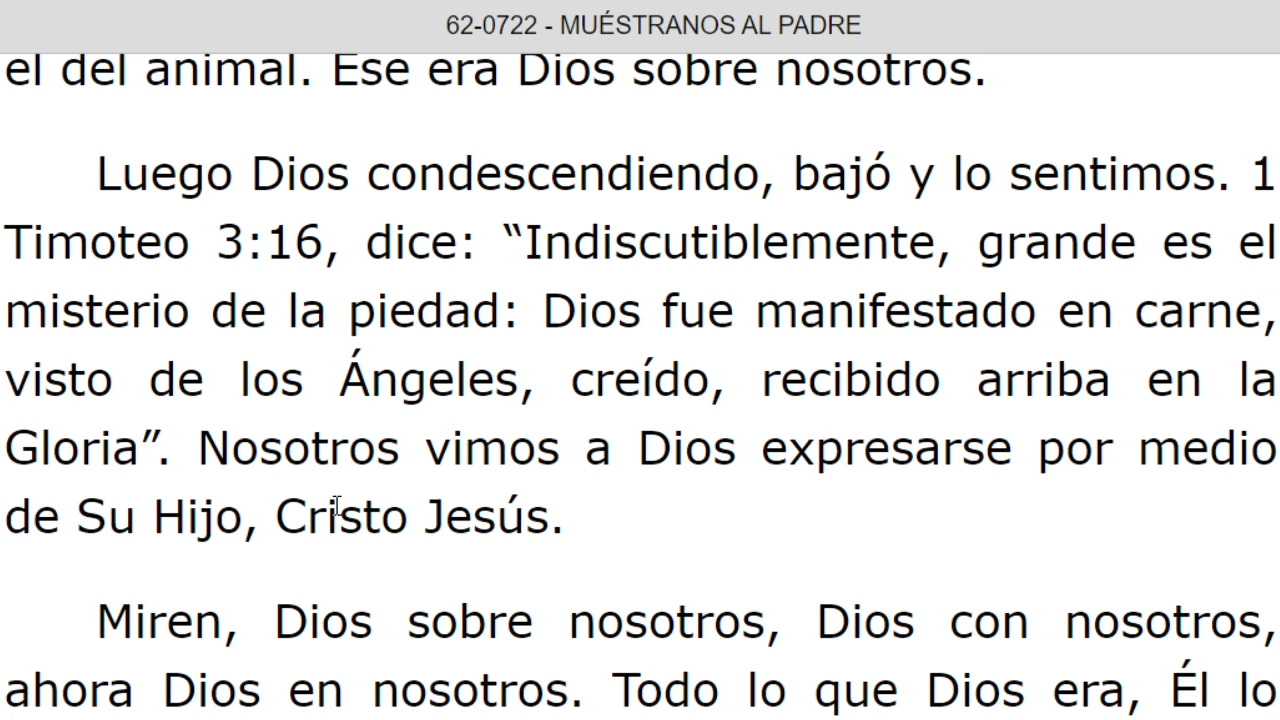 62-0722 - MUÉSTRANOS AL PADRE
el del animal. Ese era Dios sobre nosotros.
Luego Dios condescendiendo, bajó y lo sentimos. 1
Timoteo 3:16, dice: “Indiscutiblemente, grande es el
misterio de la piedad: Dios fue manifestado en carne,
visto de los Ángeles, creído, recibido arriba en la
Gloria”. Nosotros vimos a Dios expresarse por medio
de Su Hijo, Cristo Jesús.
Miren, Dios sobre nosotros, Dios con nosotros,
ahora Dios en nosotros. Todo lo que Dios era, Él lo